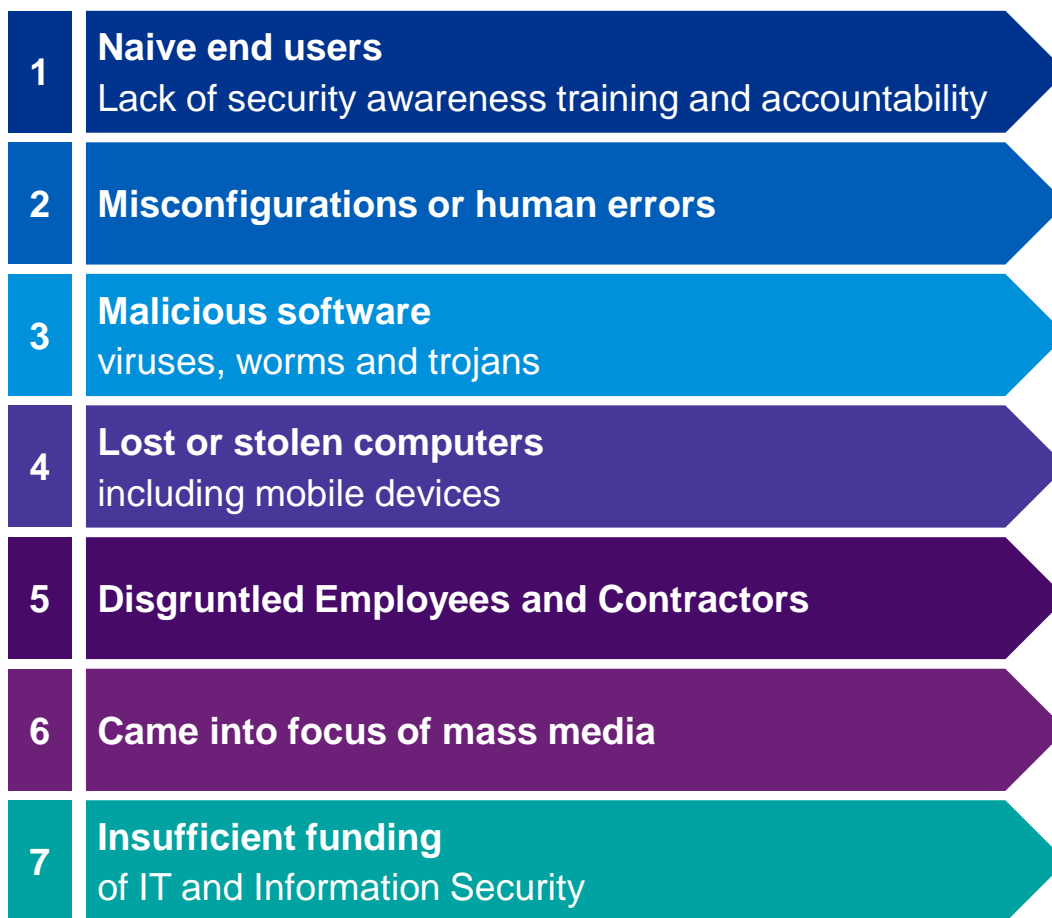 1
Naive end users
Lack of security awareness training and accountability
2
Misconfigurations or human errors
3
Malicious software
viruses, worms and trojans
4
Lost or stolen computers
including mobile devices
5
Disgruntled Employees and Contractors
6
Came into focus of mass media
7
Insufficient funding
of IT and Information Security